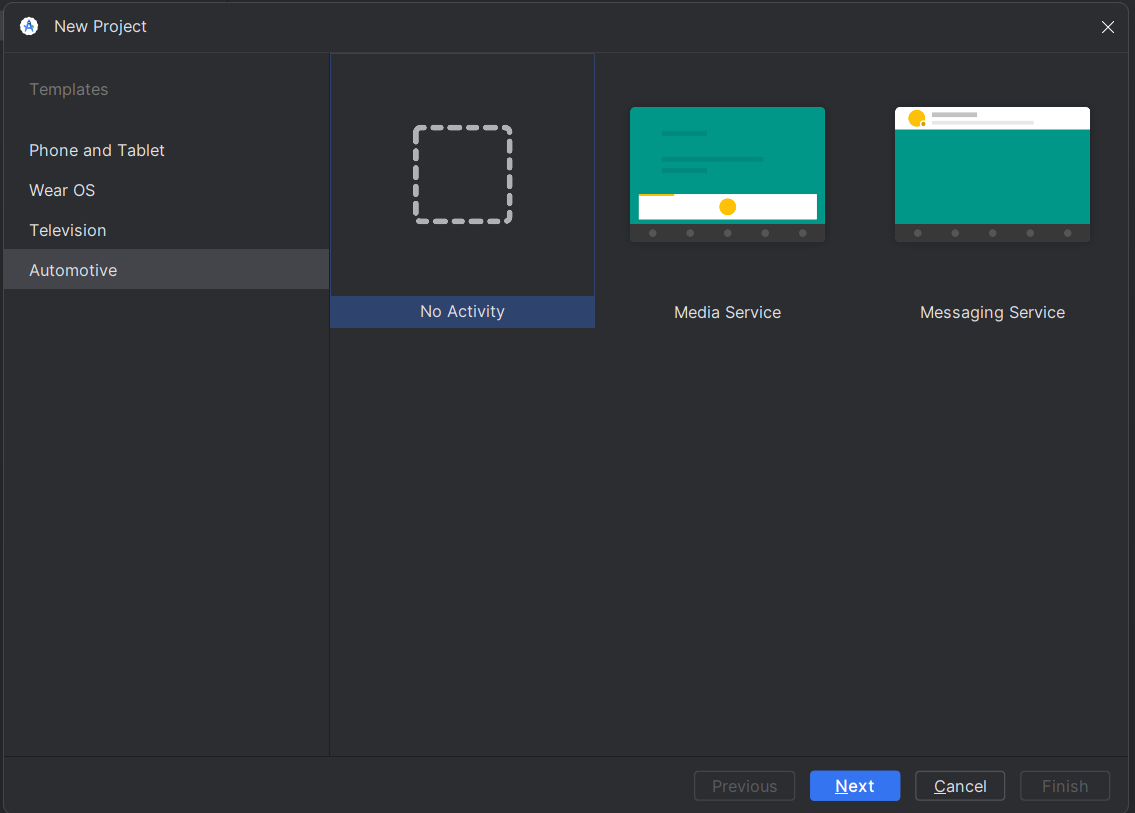 New Project
Templates
Phone and Tablet
Wear OS
Television
Automotive
No Activity
Media Service
Messaging Service
Previous
Next
Cancel
Finish